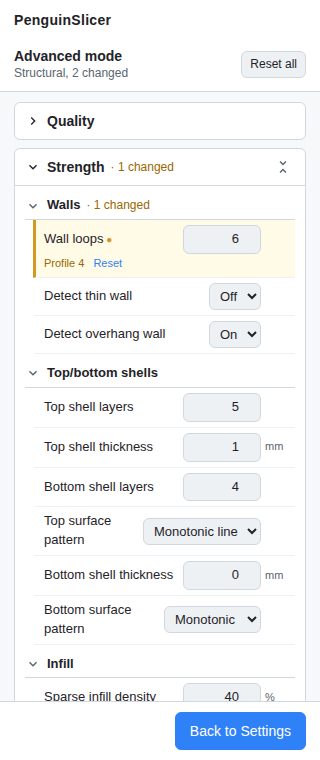 PenguinSlicer
Advanced mode
Structural, 2 changed
Reset all
Quality
Strength · 1 changed
Walls · 1 changed
Wall loops 6
Profile 4 Reset
Detect thin wall Off
Detect overhang wall On
Top/bottom shells
Top shell layers 5
Top shell thickness 1 mm
Bottom shell layers 4
Top surface
pattern
Monotonic line
Bottom shell thickness 0 mm
Bottom surface
pattern
Monotonic
Infill
Sparse infill density 40 %
Back to Settings